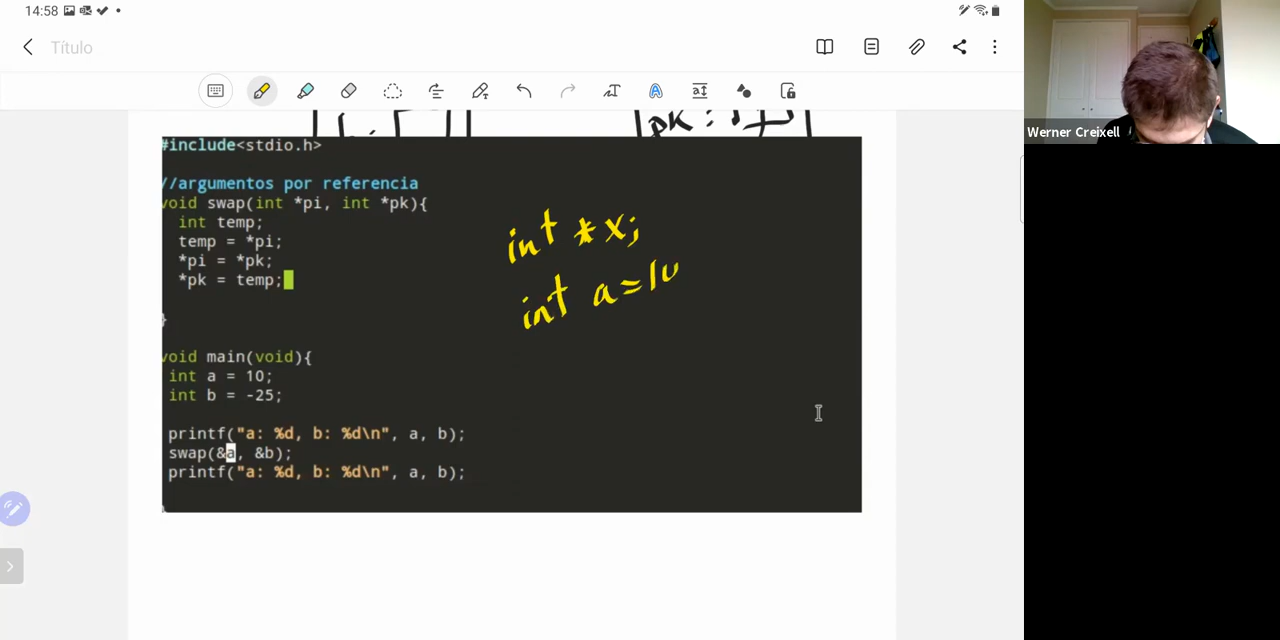 14:58
Título
pk :
#include<stdio.h>
//argumentos por referencia
void swap(int *pi, int *pk){
int temp;
temp = *pi;
*pi = *pk;
*pk = temp;
}
int *x;
int a=10
void main(void){
int a = 10;
int b = -25;
printf("a: %d, b: %d\n", a, b);
swap(&a, &b);
printf("a: %d, b: %d\n", a, b);
Werner Creixell